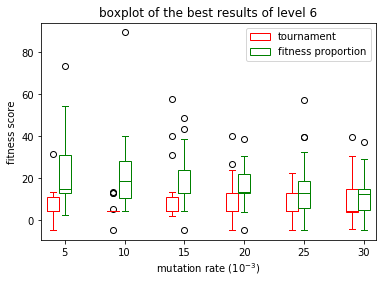 boxplot of the best results of level 6
tournament
fitness proportion
80
60
40
20
0
fitness score
5 10 15 20 25 30
mutation rate (10⁻³)